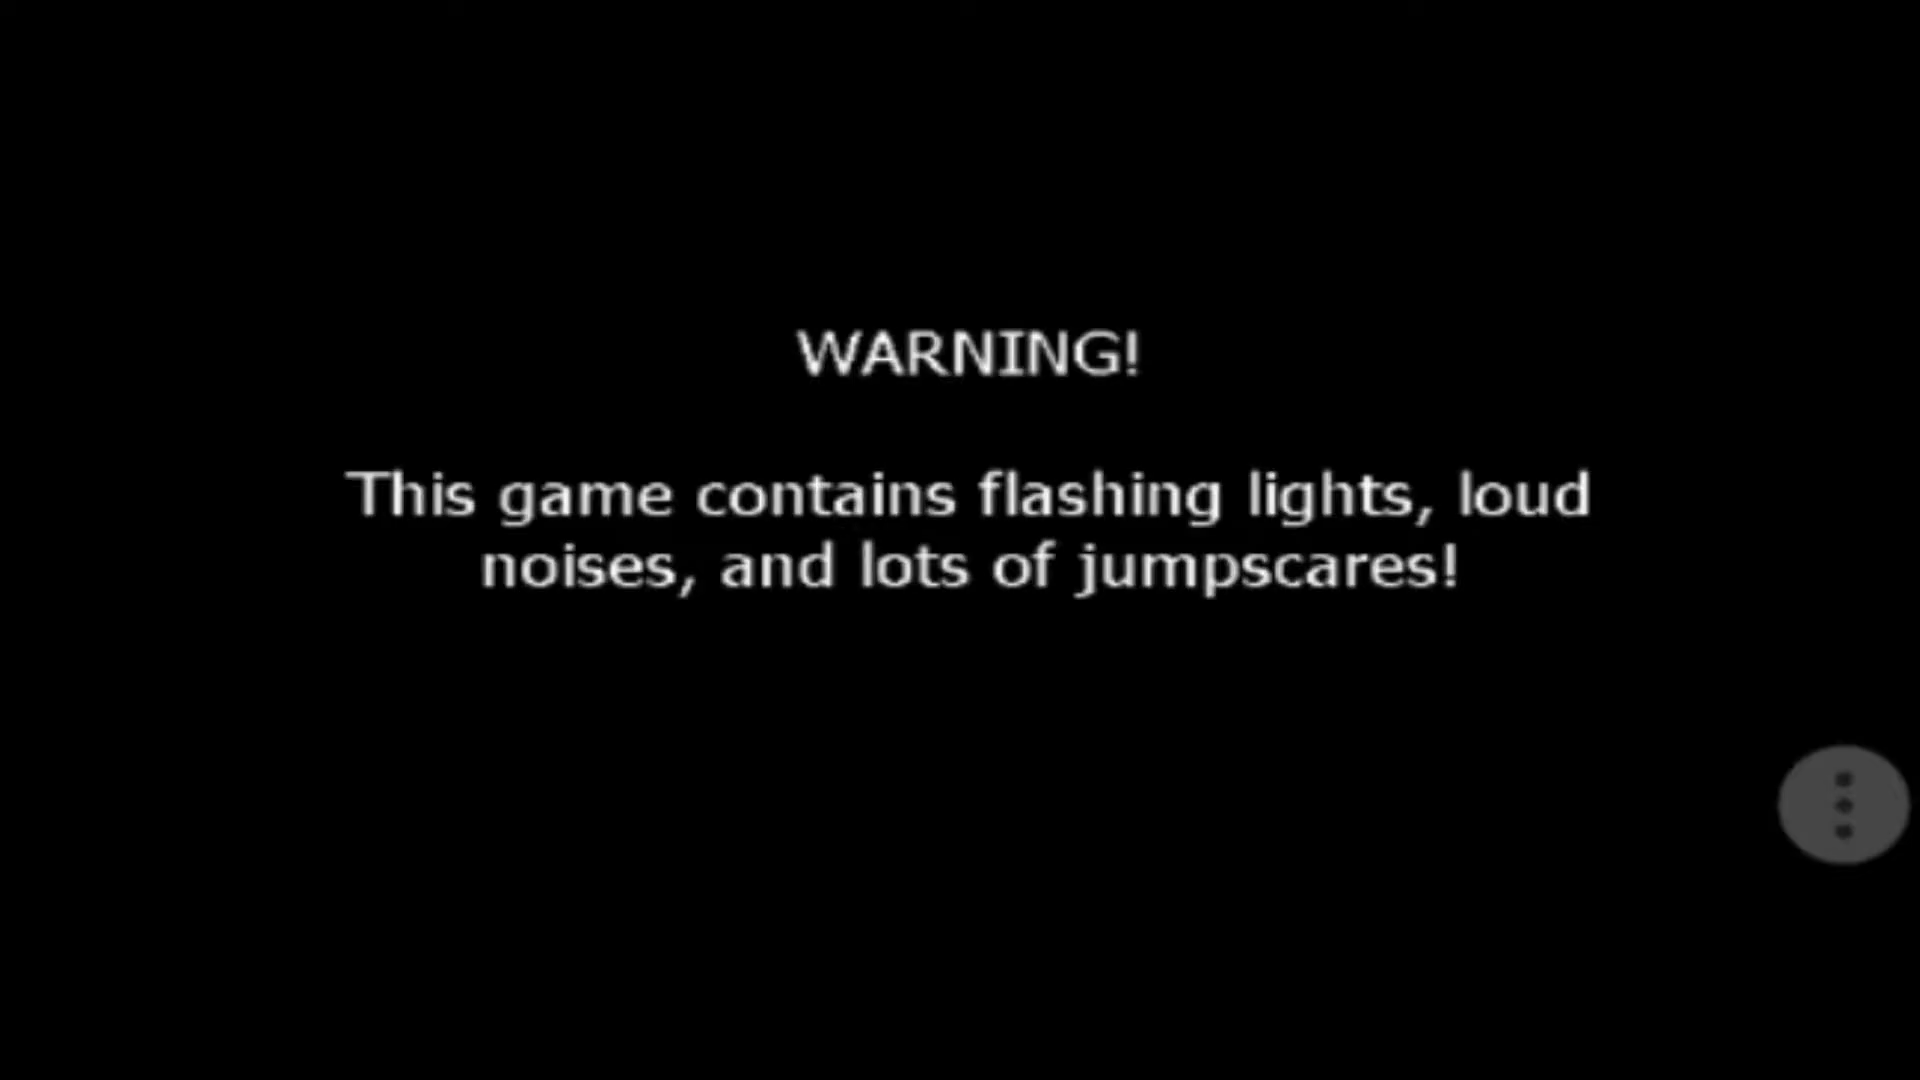 WARNING!
This game contains flashing lights, loud
noises, and lots of jumpscares!